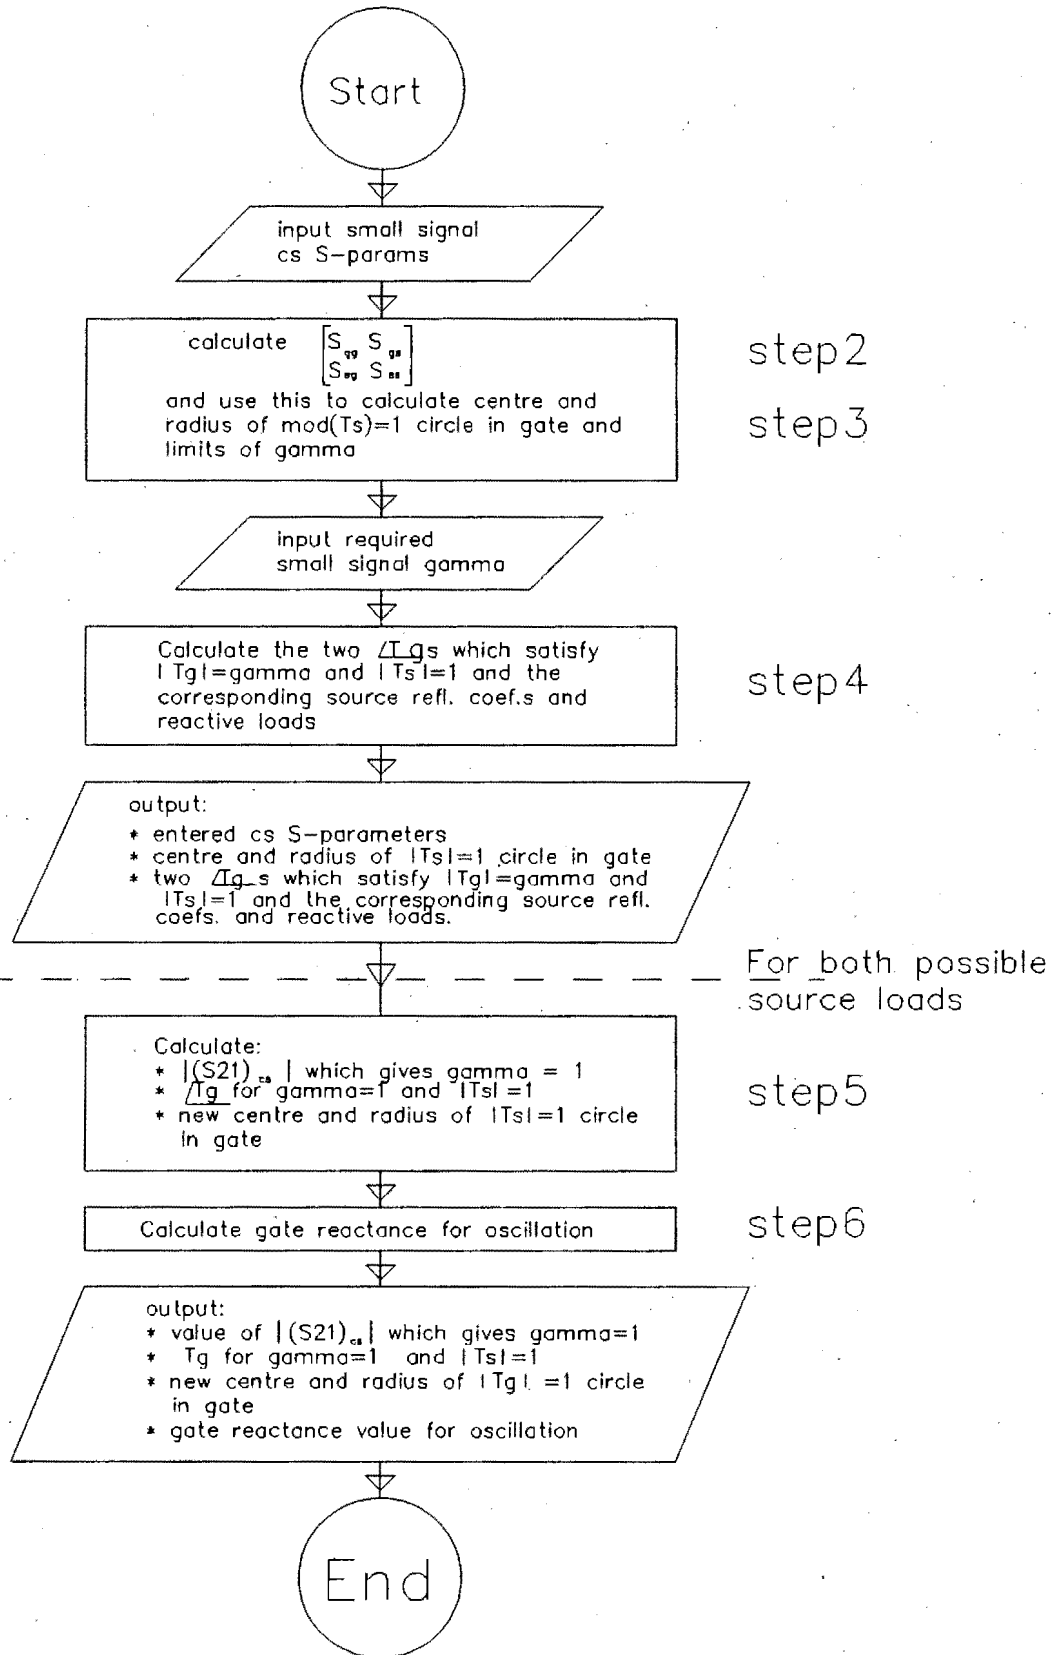 Start
input small signal
cs S-params
calculate [S_gg S_gs
S_sg S_ss]
and use this to calculate centre and
radius of mod(Ts)=1 circle in gate and
limits of gamma
step2
step3
input required
small signal gamma
Calculate the two ∠Tgs which satisfy
|Tg|=gamma and |Ts|=1 and the
corresponding source refl. coef.s and
reactive loads
step4
output:
* entered cs S-parameters
* centre and radius of |Ts|=1 circle in gate
* two ∠Tg s which satisfy |Tg|=gamma and
|Ts|=1 and the corresponding source refl.
coefs. and reactive loads.
For both possible
source loads
Calculate:
* |(S21)_cs| which gives gamma = 1
* ∠Tg for gamma=1 and |Ts|=1
* new centre and radius of |Ts|=1 circle
in gate
step5
Calculate gate reactance for oscillation
step6
output:
* value of |(S21)_cs| which gives gamma=1
* Tg for gamma=1 and |Ts|=1
* new centre and radius of |Tg| =1 circle
in gate
* gate reactance value for oscillation
End